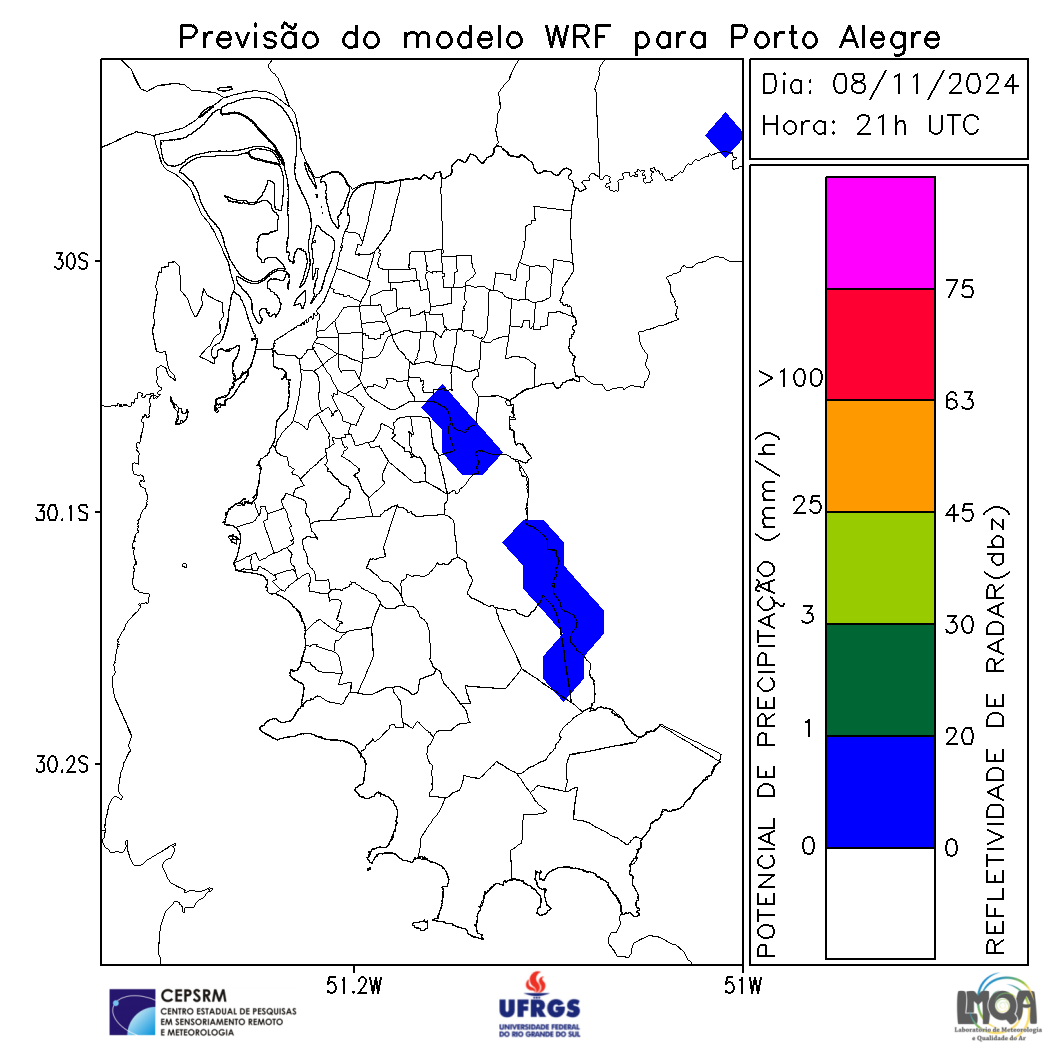 Previsão do modelo WRF para Porto Alegre
Dia: 08/11/2024
Hora: 21h UTC
30S
30.1S
30.2S
51.2W
51W
POTENCIAL DE PRECIPITAÇÃO (mm/h)
>100
25
3
1
0
75
63
45
30
20
0
REFLETIVIDADE DE RADAR(dbz)
CEPSRM
CENTRO ESTADUAL DE PESQUISAS
EM SENSORIAMENTO REMOTO
E METEOROLOGIA
UFRGS
UNIVERSIDADE FEDERAL
DO RIO GRANDE DO SUL
LMQA
Laboratório de Meteorologia
e Qualidade do Ar